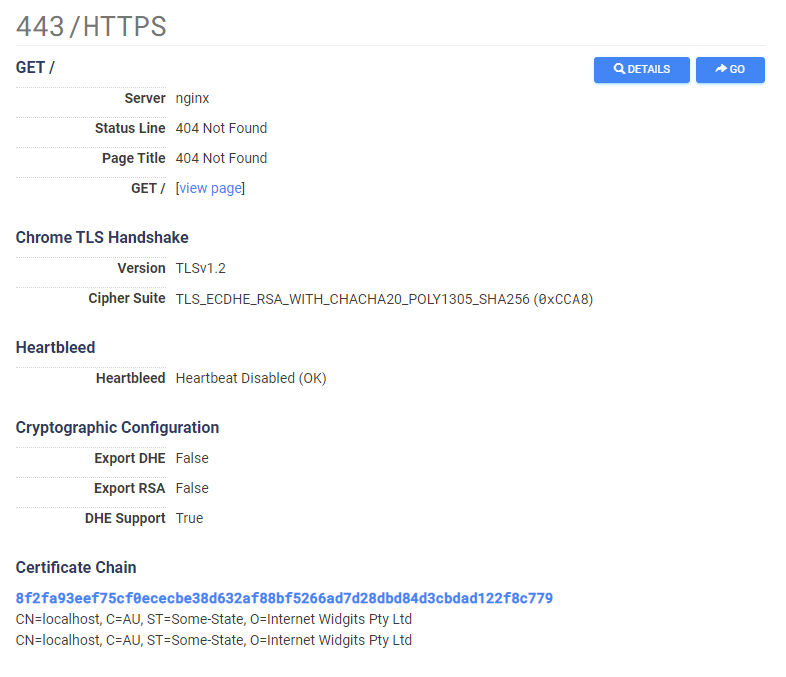 443/HTTPS
GET /
DETAILS
GO
Server nginx
Status Line 404 Not Found
Page Title 404 Not Found
GET / [view page]
Chrome TLS Handshake
Version TLSv1.2
Cipher Suite TLS_ECDHE_RSA_WITH_CHACHA20_POLY1305_SHA256 (0xCCA8)
Heartbleed
Heartbleed Heartbeat Disabled (OK)
Cryptographic Configuration
Export DHE False
Export RSA False
DHE Support True
Certificate Chain
8f2fa93eef75cf0ececbe38d632af88bf5266ad7d28dbd84d3cbdad122f8c779
CN=localhost, C=AU, ST=Some-State, O=Internet Widgits Pty Ltd
CN=localhost, C=AU, ST=Some-State, O=Internet Widgits Pty Ltd